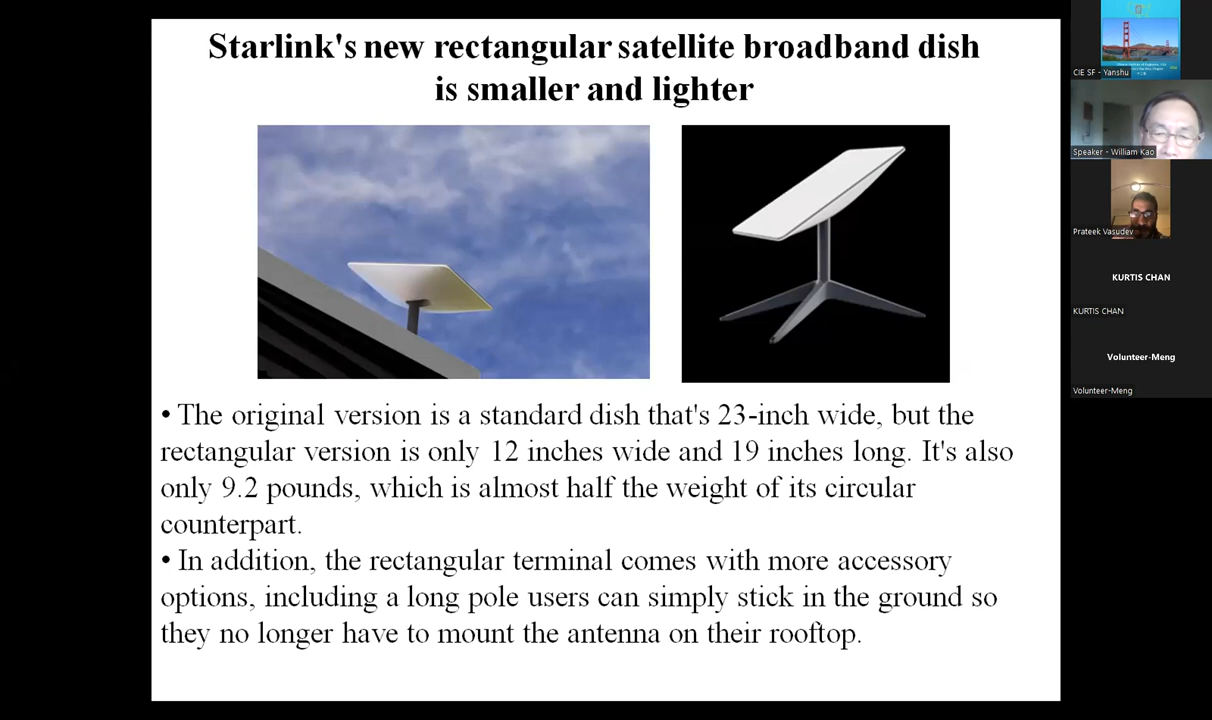 Starlink's new rectangular satellite broadband dish
is smaller and lighter
• The original version is a standard dish that's 23-inch wide, but the
rectangular version is only 12 inches wide and 19 inches long. It's also
only 9.2 pounds, which is almost half the weight of its circular
counterpart.
• In addition, the rectangular terminal comes with more accessory
options, including a long pole users can simply stick in the ground so
they no longer have to mount the antenna on their rooftop.
CIE SF - Yanshu
Speaker - William Kao
Prateek Vasudev
KURTIS CHAN
KURTIS CHAN
Volunteer-Meng
Volunteer-Meng